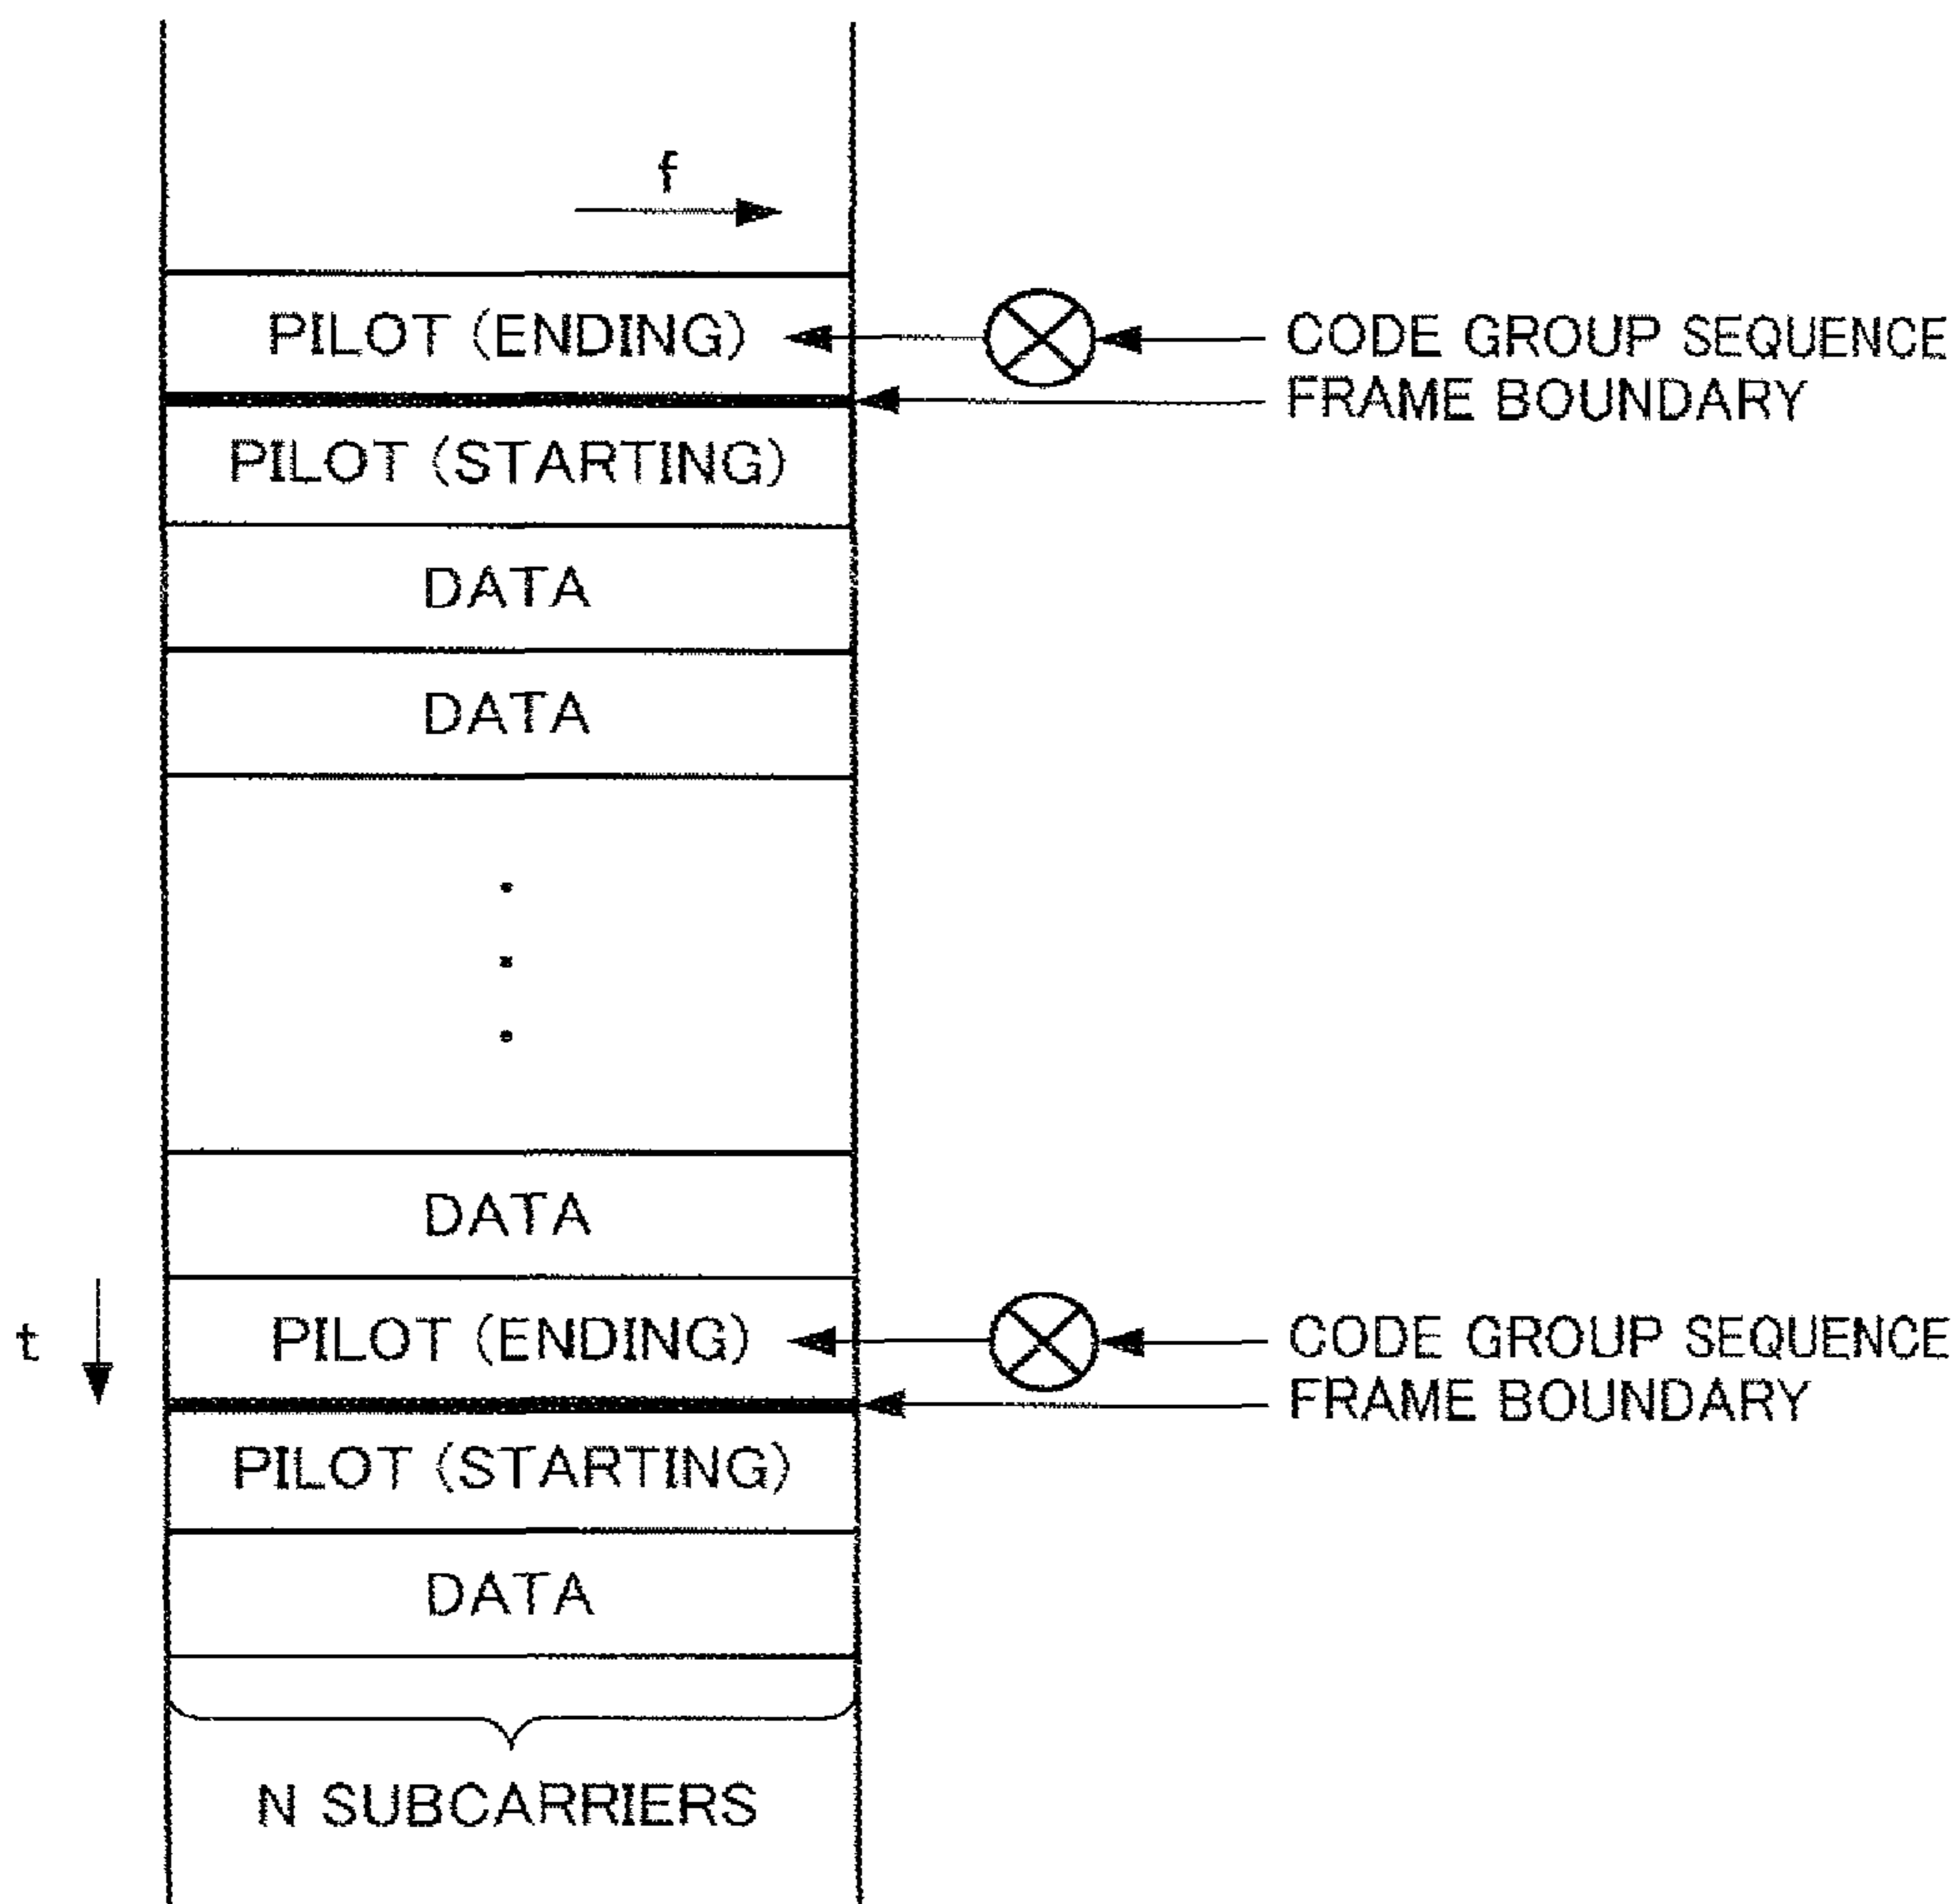 f
PILOT (ENDING)
CODE GROUP SEQUENCE
FRAME BOUNDARY
PILOT (STARTING)
DATA
DATA
DATA
t
PILOT (ENDING)
CODE GROUP SEQUENCE
FRAME BOUNDARY
PILOT (STARTING)
DATA
N SUBCARRIERS